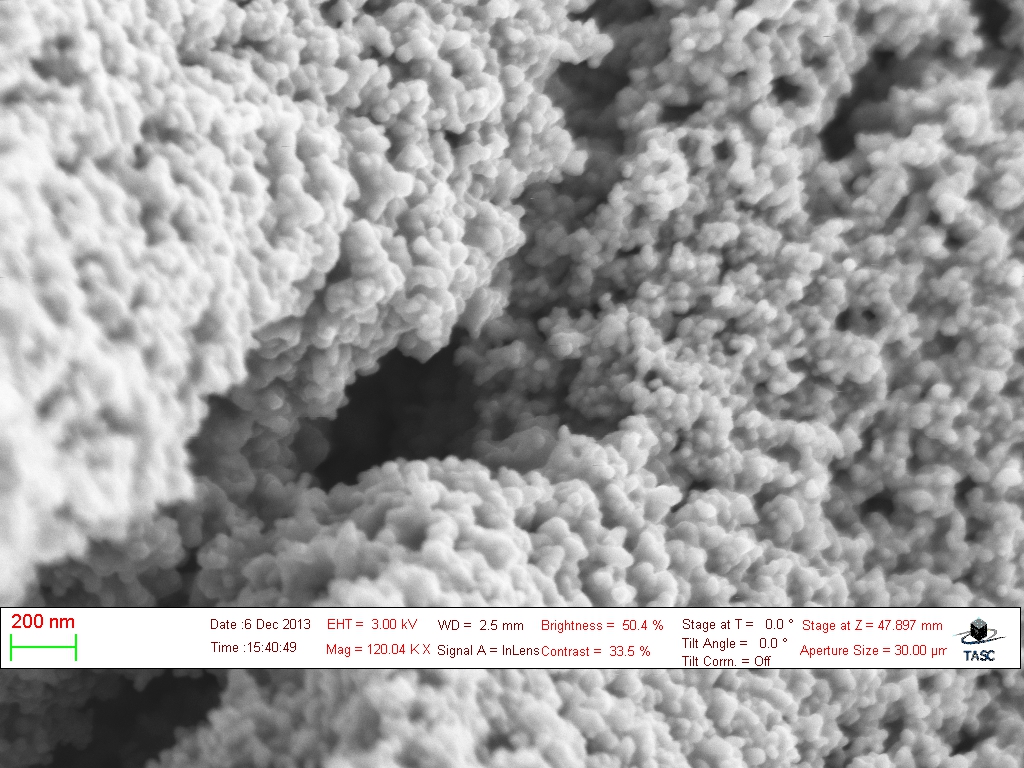 200 nm
Date :6 Dec 2013
Time :15:40:49
EHT = 3.00 kV
Mag = 120.04 K X
WD = 2.5 mm
Signal A = InLens
Brightness = 50.4 %
Contrast = 33.5 %
Stage at T = 0.0 °
Tilt Angle = 0.0 °
Tilt Corrn. = Off
Stage at Z = 47.897 mm
Aperture Size = 30.00 µm
TASC